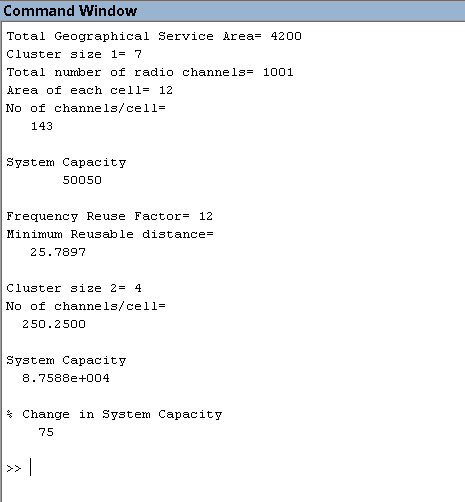 Command Window
Total Geographical Service Area= 4200
Cluster size 1= 7
Total number of radio channels= 1001
Area of each cell= 12
No of channels/cell=
143
System Capacity
50050
Frequency Reuse Factor= 12
Minimum Reusable distance=
25.7897
Cluster size 2= 4
No of channels/cell=
250.2500
System Capacity
8.7588e+004
% Change in System Capacity
75
>>